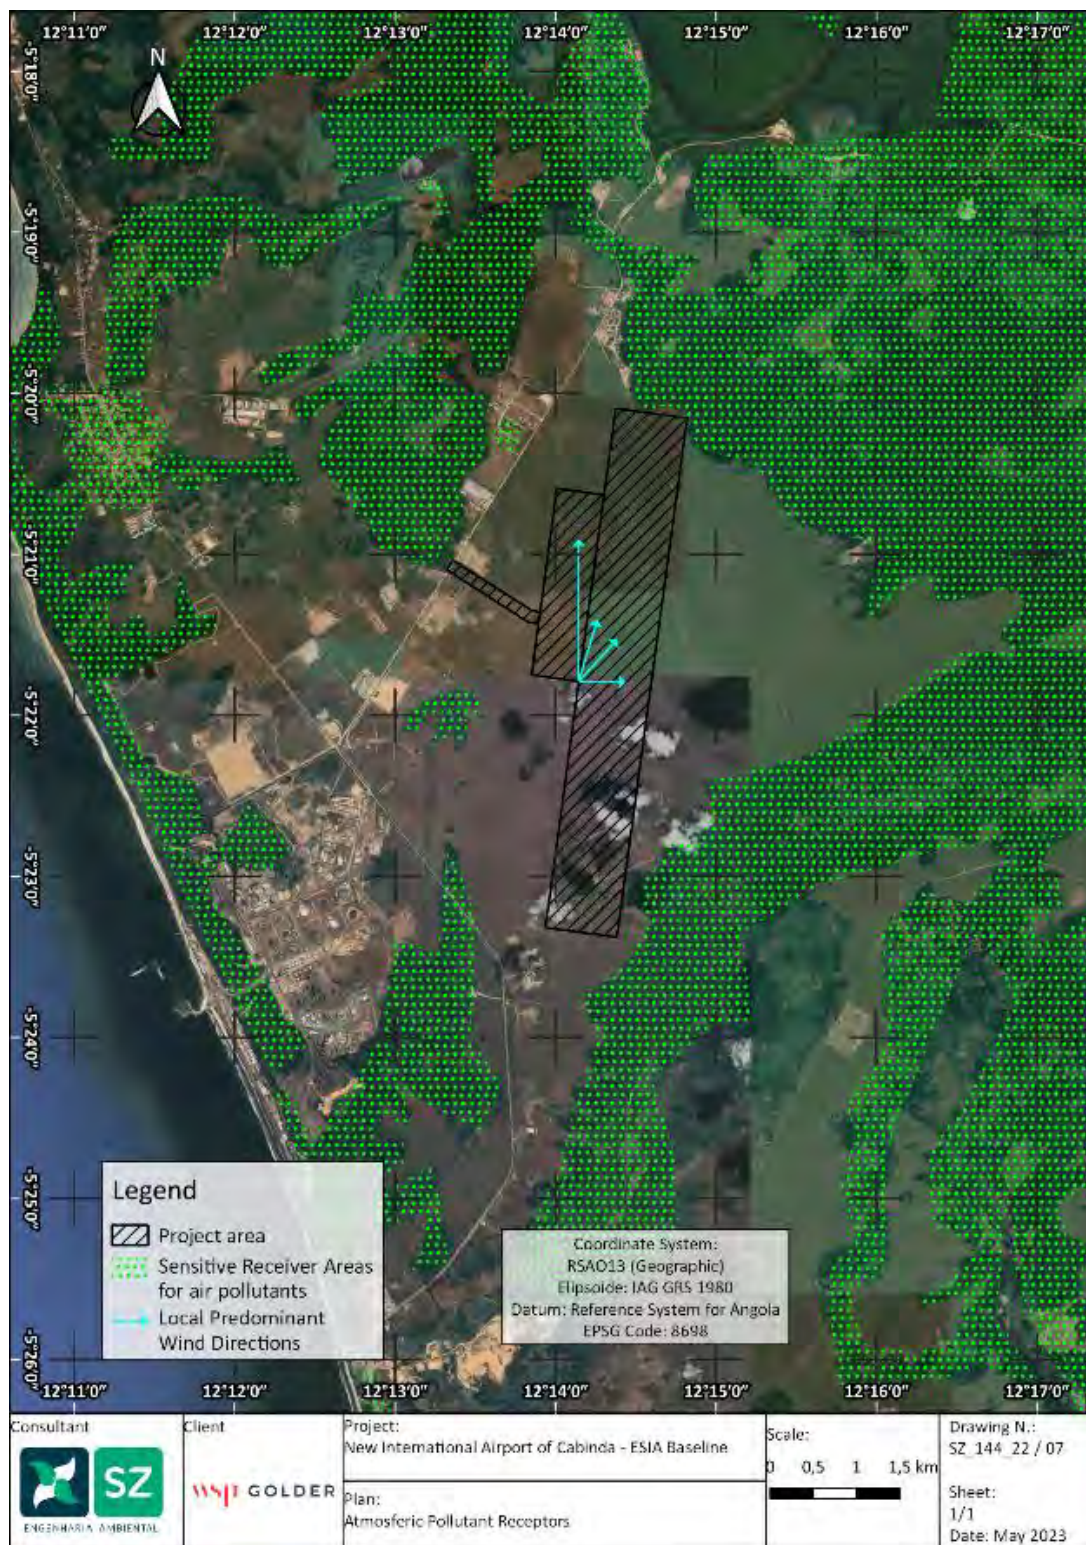 12°11'0" 12°12'0" 12°13'0" 12°14'0" 12°15'0" 12°16'0" 12°17'0"
N
-5°18'0"
-5°19'0"
-5°20'0"
-5°21'0"
-5°22'0"
-5°23'0"
-5°24'0"
-5°25'0"
-5°26'0"
Legend
Project area
Sensitive Receiver Areas
for air pollutants
Local Predominant
Wind Directions
Coordinate System:
RSAO13 (Geographic)
Elipsoide: IAG GRS 1980
Datum: Reference System for Angola
EPSG Code: 8698
12°11'0" 12°12'0" 12°13'0" 12°14'0" 12°15'0" 12°16'0" 12°17'0"
Consultant
SZ
ENGENHARIA AMBIENTAL
Client
WSP GOLDER
Project:
New International Airport of Cabinda - ESIA Baseline
Plan:
Atmosferic Pollutant Receptors
Scale:
0 0,5 1 1,5 km
Drawing N.:
SZ_144_22 / 07
Sheet:
1/1
Date: May 2023